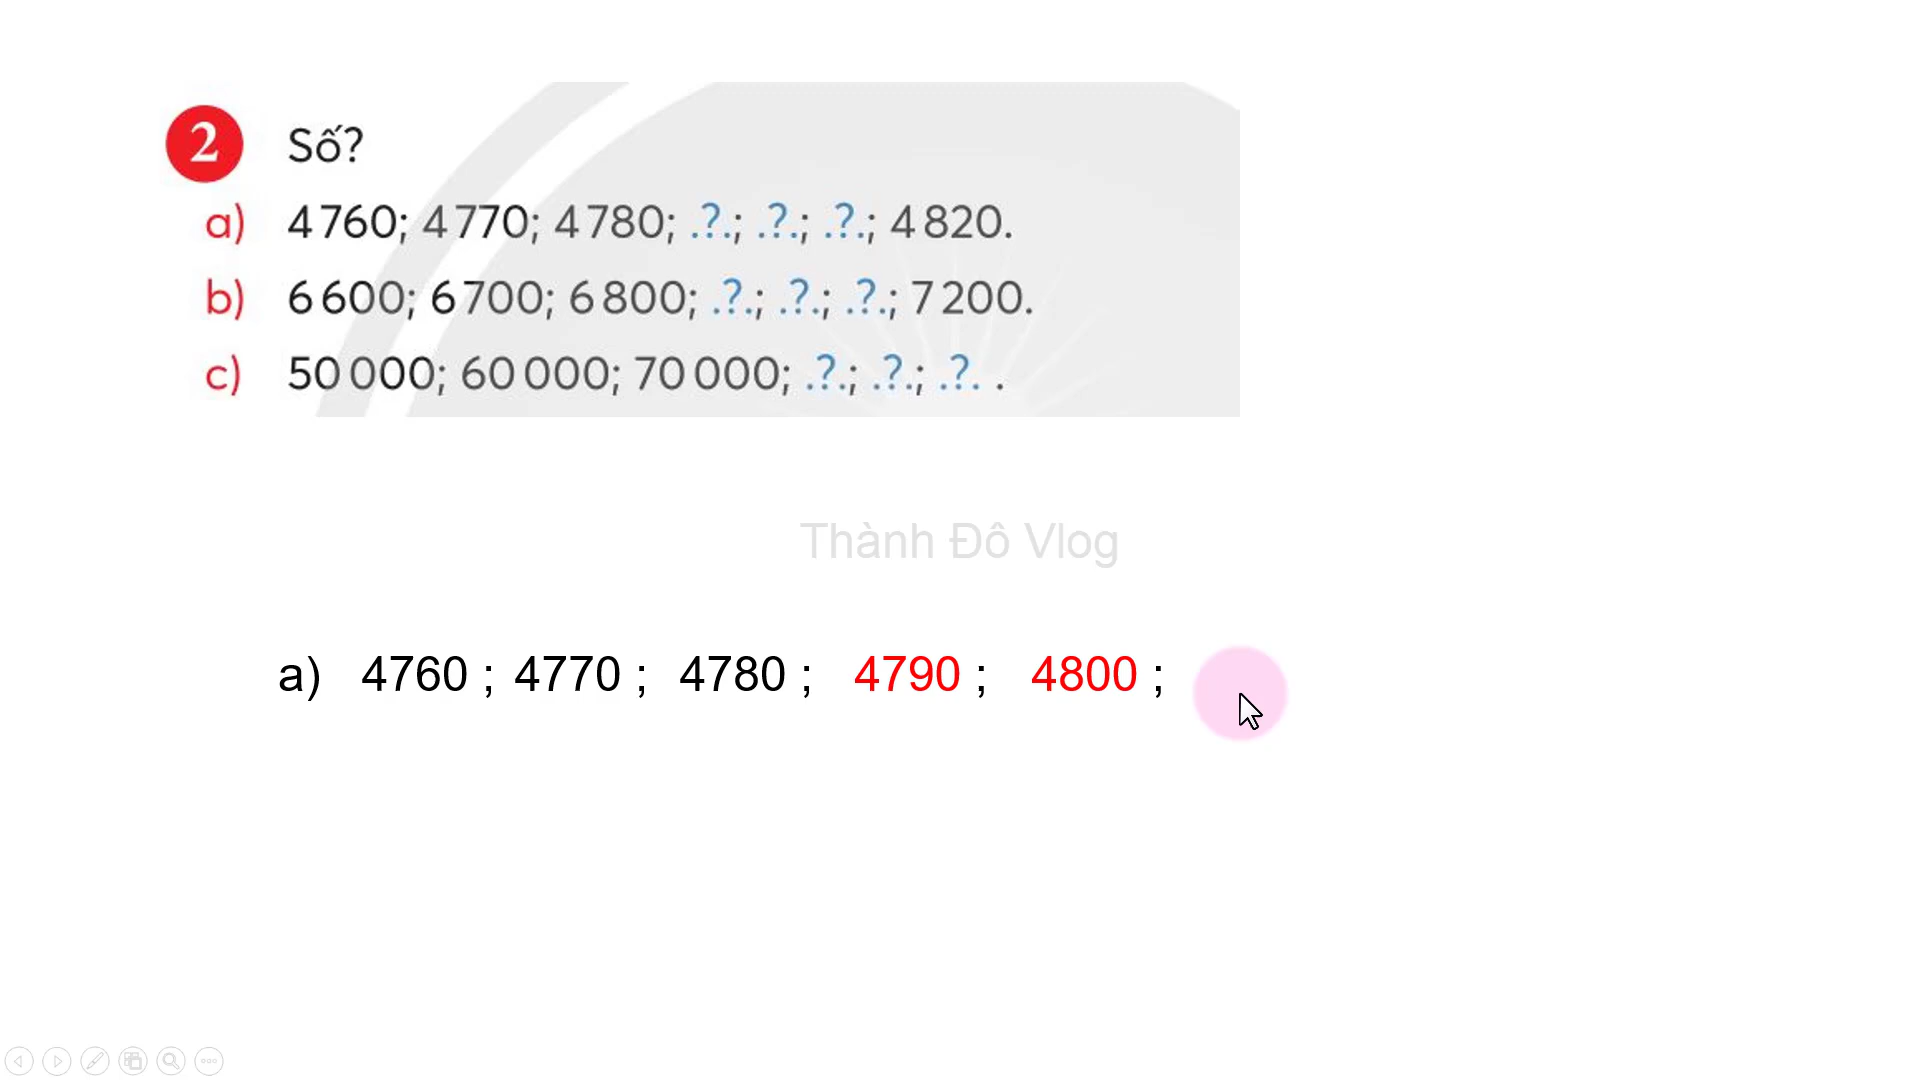 2 Số?
a) 4 760; 4 770; 4 780; .?.; .?.; .?.; 4 820.
b) 6 600; 6 700; 6 800; .?.; .?.; .?.; 7 200.
c) 50 000; 60 000; 70 000; .?.; .?.; .?. .
Thành Đô Vlog
a) 4760 ; 4770 ; 4780 ; 4790 ; 4800 ;